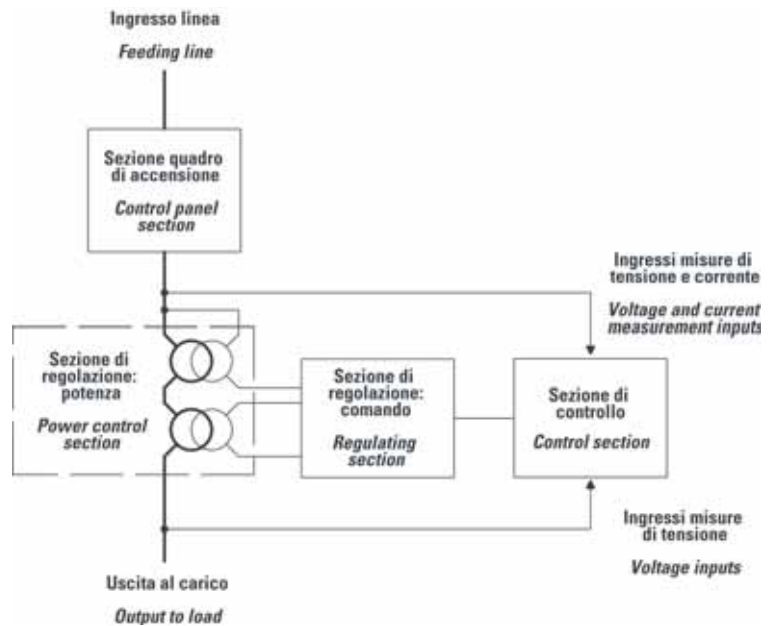 Ingresso linea
Feeding line
Sezione quadro
di accensione
Control panel
section
Ingressi misure di
tensione e corrente
Voltage and current
measurement inputs
Sezione di
regolazione:
potenza
Power control
section
Sezione di
regolazione:
comando
Regulating
section
Sezione di
controllo
Control section
Ingressi misure
di tensione
Voltage inputs
Uscita al carico
Output to load